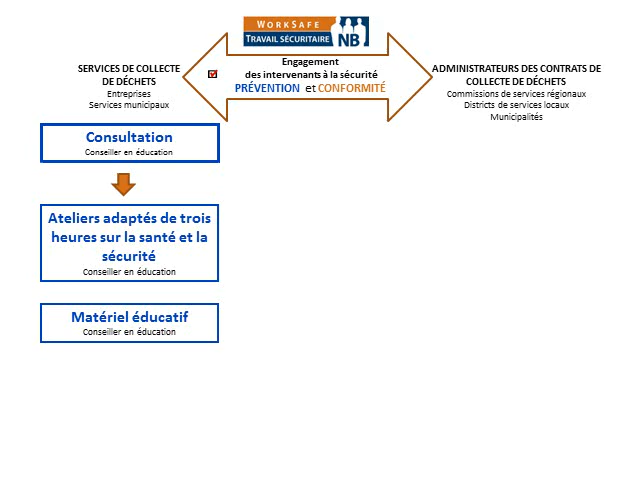 WORKSAFE
TRAVAIL SÉCURITAIRE NB
Engagement
des intervenants à la sécurité
PRÉVENTION et CONFORMITÉ
SERVICES DE COLLECTE
DE DÉCHETS
Entreprises
Services municipaux
ADMINISTRATEURS DES CONTRATS DE
COLLECTE DE DÉCHETS
Commissions de services régionaux
Districts de services locaux
Municipalités
Consultation
Conseiller en éducation
Ateliers adaptés de trois
heures sur la santé et la
sécurité
Conseiller en éducation
Matériel éducatif
Conseiller en éducation